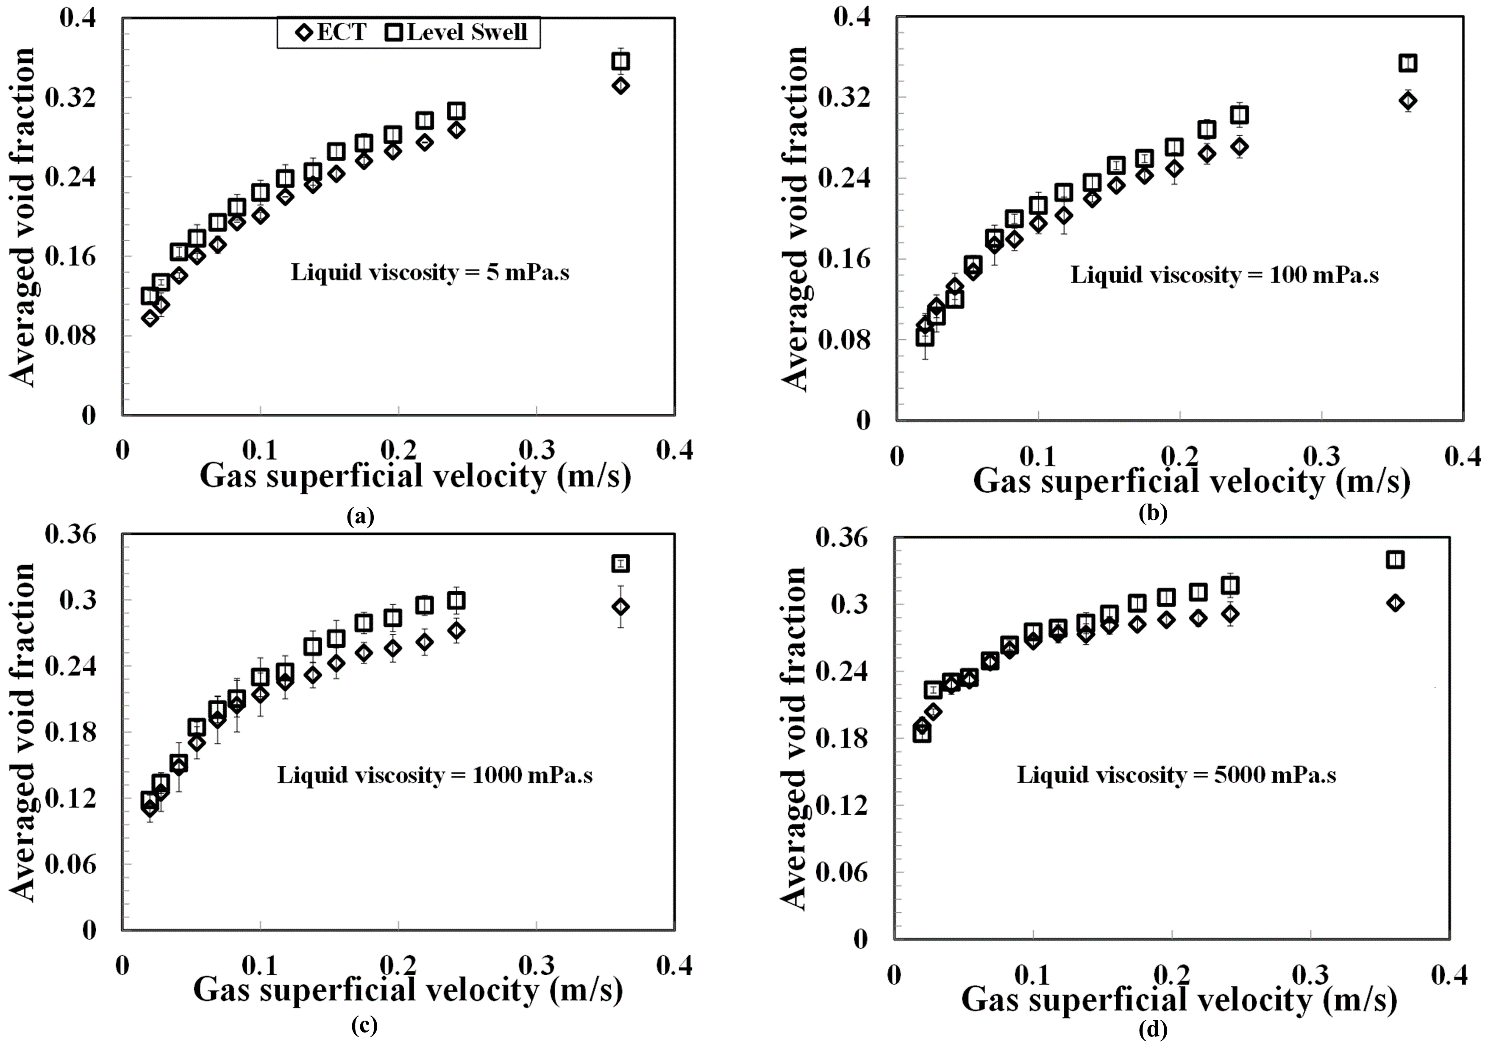 ECT Level Swell
Averaged void fraction
0.4
0.32
0.24
0.16
0.08
0
Liquid viscosity = 5 mPa.s
0 0.1 0.2 0.3 0.4
Gas superficial velocity (m/s)
(a)
Averaged void fraction
0.4
0.32
0.24
0.16
0.08
0
Liquid viscosity = 100 mPa.s
0 0.1 0.2 0.3 0.4
Gas superficial velocity (m/s)
(b)
Averaged void fraction
0.36
0.3
0.24
0.18
0.12
0.06
0
Liquid viscosity = 1000 mPa.s
0 0.1 0.2 0.3 0.4
Gas superficial velocity (m/s)
(c)
Averaged void fraction
0.36
0.3
0.24
0.18
0.12
0.06
0
Liquid viscosity = 5000 mPa.s
0 0.1 0.2 0.3 0.4
Gas superficial velocity (m/s)
(d)